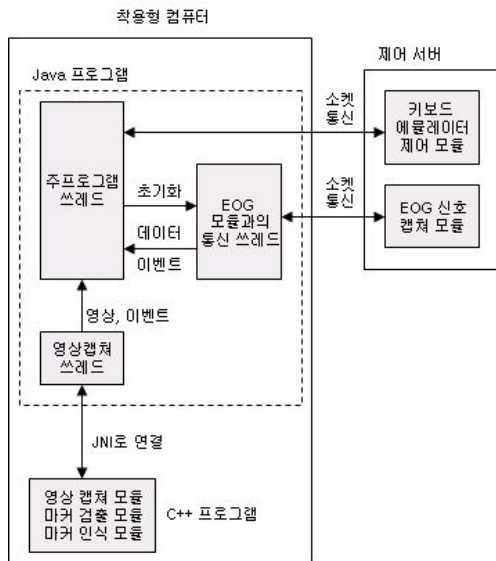 착용형 컴퓨터
제어 서버
Java 프로그램
소켓
통신
키보드
에뮬레이터
제어 모듈
주프로그램
쓰레드
초기화
EOG
모듈과의
통신 쓰레드
소켓
통신
EOG 신호
캡쳐 모듈
데이터
이벤트
영상, 이벤트
영상캡쳐
쓰레드
JNI로 연결
영상 캡쳐 모듈
마커 검출 모듈
마커 인식 모듈
C++ 프로그램